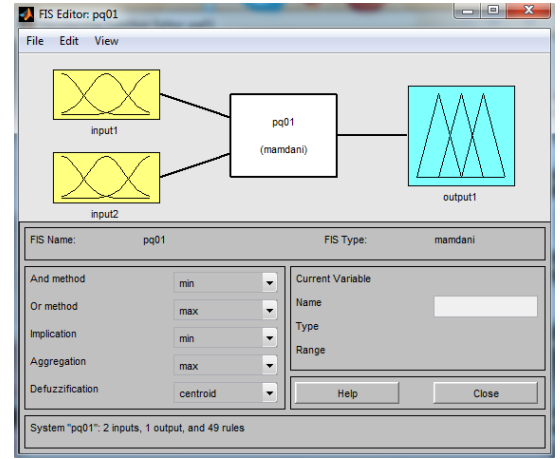 FIS Editor: pq01
File Edit View
input1
pq01
(mamdani)
input2
output1
FIS Name: pq01 FIS Type: mamdani
And method min
Or method max
Implication min
Aggregation max
Defuzzification centroid
Current Variable
Name
Type
Range
Help Close
System "pq01": 2 inputs, 1 output, and 49 rules